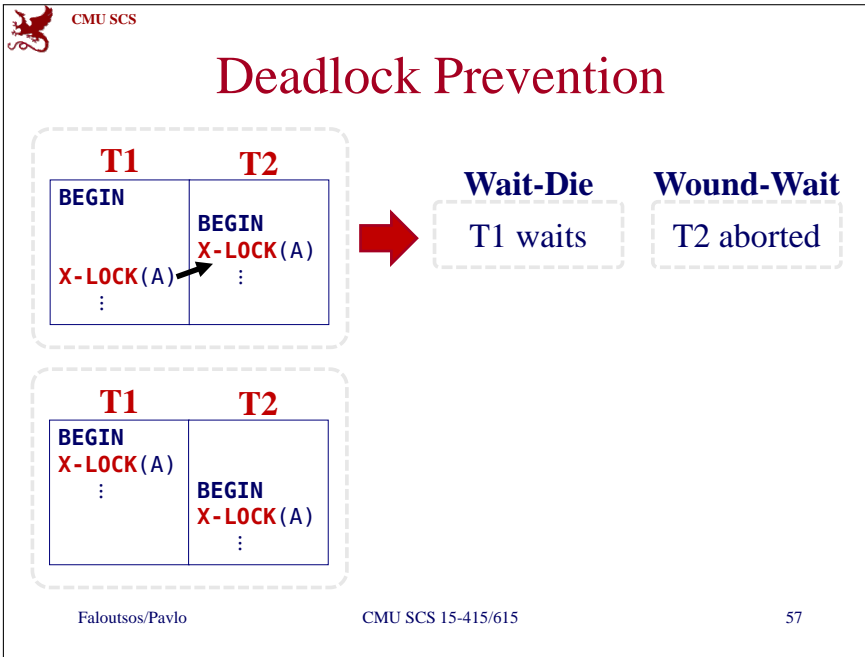 CMU SCS
Deadlock Prevention
T1 T2
BEGIN
BEGIN
X-LOCK(A)
X-LOCK(A) ⋮
⋮
Wait-Die Wound-Wait
T1 waits T2 aborted
T1 T2
BEGIN
X-LOCK(A)
⋮ BEGIN
X-LOCK(A)
⋮
Faloutsos/Pavlo CMU SCS 15-415/615 57